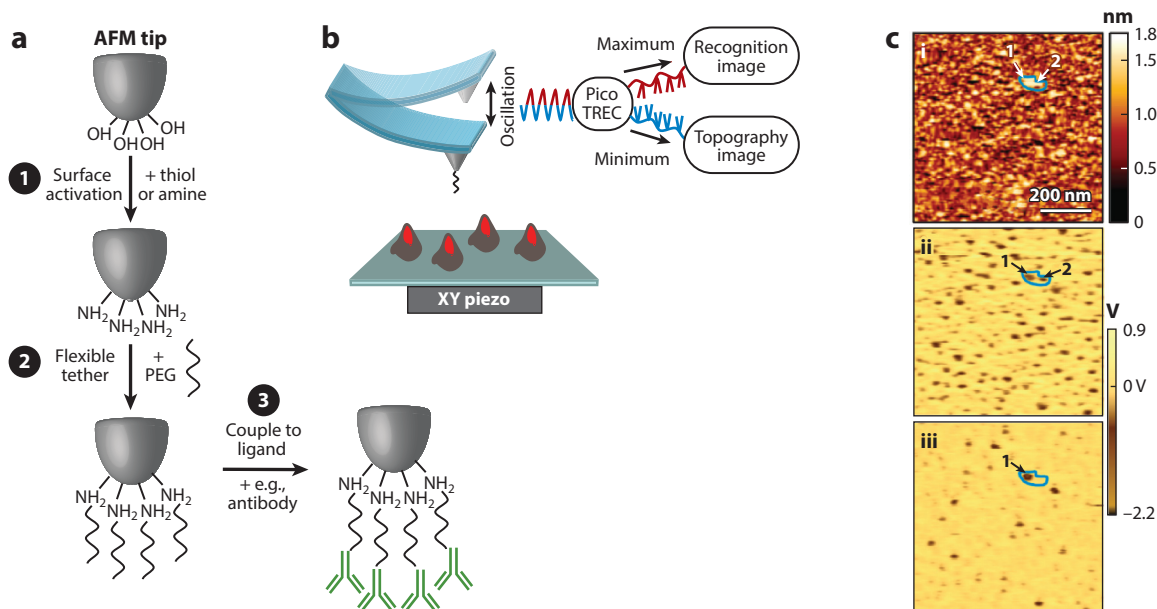 a
AFM tip
OH
OH
OH
OH
1
Surface
activation
+ thiol
or amine
NH2
NH2
NH2
NH2
2
Flexible
tether
+
PEG
NH2
NH2
NH2
NH2
3
Couple to
ligand
+ e.g.,
antibody
NH2
NH2
NH2
NH2
b
Oscillation
Maximum
Recognition
image
Pico
TREC
Minimum
Topography
image
XY piezo
c
i
1
2
200 nm
nm
1.8
1.5
1.0
0.5
0
ii
1
2
V
0.9
0 V
–2.2
iii
1